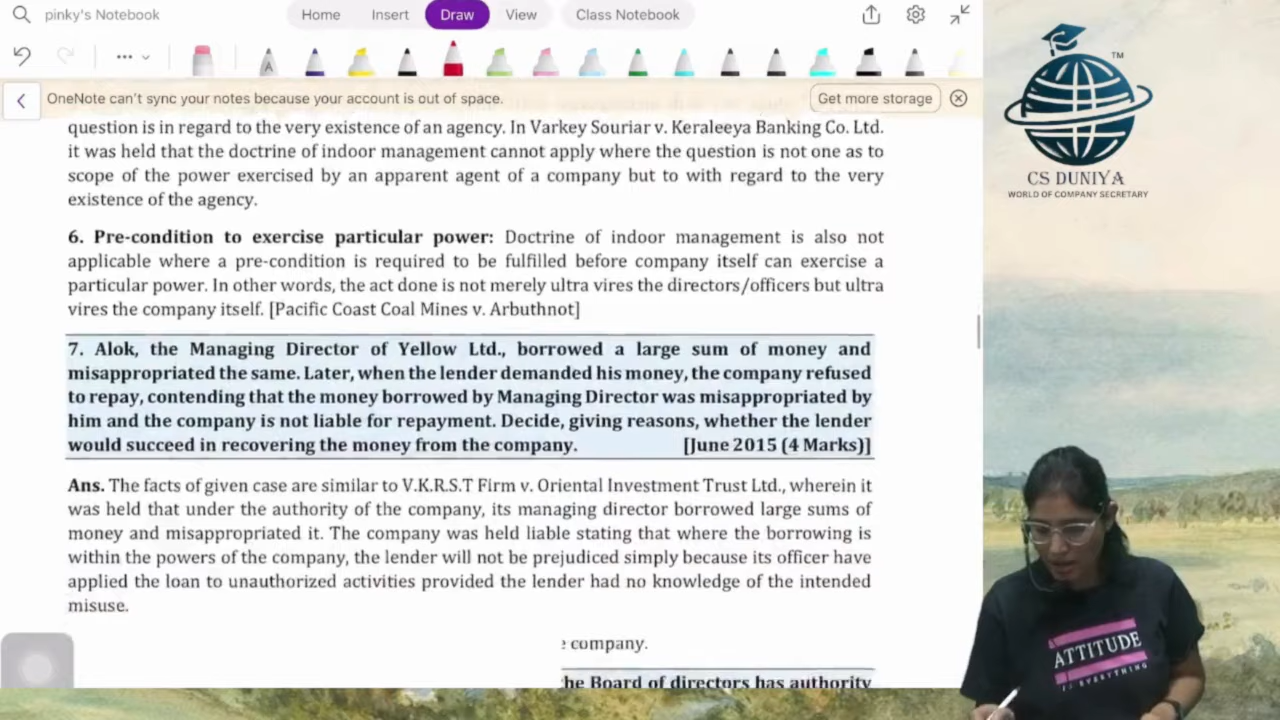 pinky's Notebook
Home Insert Draw View Class Notebook
A
OneNote can't sync your notes because your account is out of space.
Get more storage
question is in regard to the very existence of an agency. In Varkey Souriar v. Keraleeya Banking Co. Ltd.
it was held that the doctrine of indoor management cannot apply where the question is not one as to
scope of the power exercised by an apparent agent of a company but to with regard to the very
existence of the agency.
6. Pre-condition to exercise particular power: Doctrine of indoor management is also not
applicable where a pre-condition is required to be fulfilled before company itself can exercise a
particular power. In other words, the act done is not merely ultra vires the directors/officers but ultra
vires the company itself. [Pacific Coast Coal Mines v. Arbuthnot]
7. Alok, the Managing Director of Yellow Ltd., borrowed a large sum of money and
misappropriated the same. Later, when the lender demanded his money, the company refused
to repay, contending that the money borrowed by Managing Director was misappropriated by
him and the company is not liable for repayment. Decide, giving reasons, whether the lender
would succeed in recovering the money from the company. [June 2015 (4 Marks)]
Ans. The facts of given case are similar to V.K.R.S.T Firm v. Oriental Investment Trust Ltd., wherein it
was held that under the authority of the company, its managing director borrowed large sums of
money and misappropriated it. The company was held liable stating that where the borrowing is
within the powers of the company, the lender will not be prejudiced simply because its officer have
applied the loan to unauthorized activities provided the lender had no knowledge of the intended
misuse.
company.
he Board of directors has authority
TM
CS DUNIYA
WORLD OF COMPANY SECRETARY
ATTITUDE
IS EVERYTHING